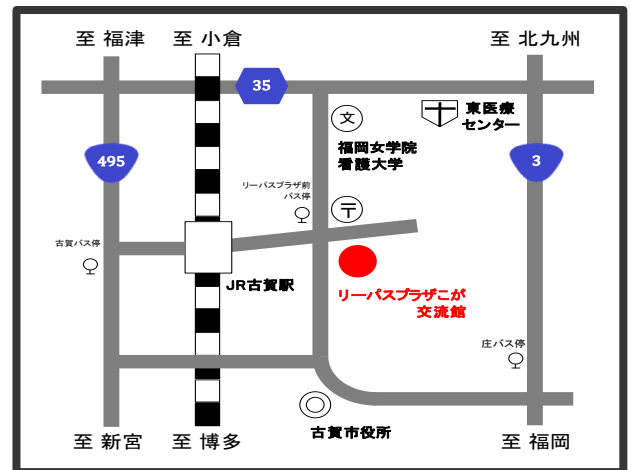 至 福津
至 小倉
至 北九州
35
文
東医療
センター
福岡女学院
看護大学
495
3
リーパスプラザ前
バス停
〒
古賀バス停
JR古賀駅
リーパスプラザこが
交流館
庄バス停
古賀市役所
至 新宮
至 博多
至 福岡